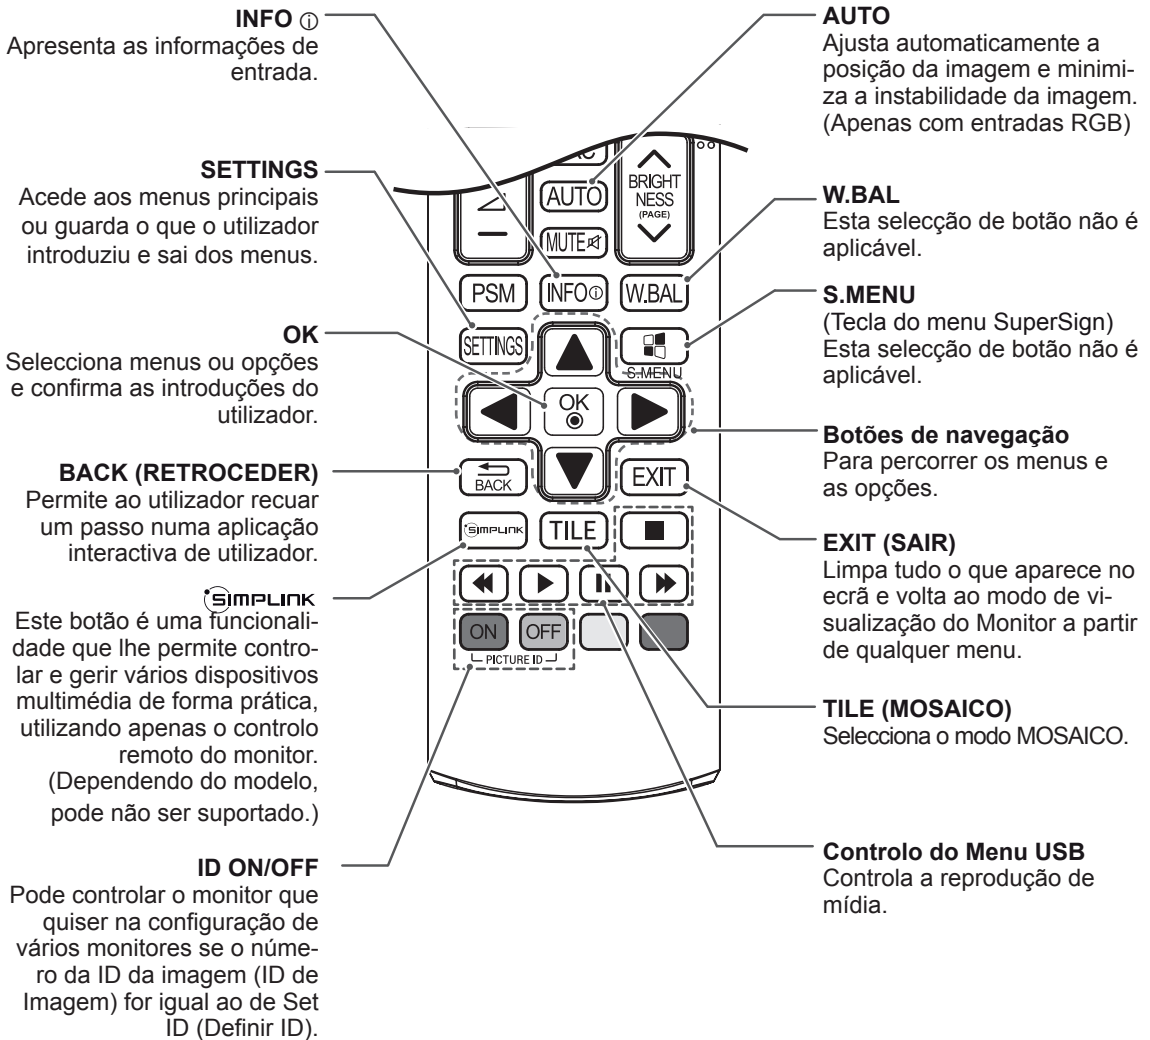 INFO ⓘ
Apresenta as informações de
entrada.
SETTINGS
Acede aos menus principais
ou guarda o que o utilizador
introduziu e sai dos menus.
OK
Selecciona menus ou opções
e confirma as introduções do
utilizador.
BACK (RETROCEDER)
Permite ao utilizador recuar
um passo numa aplicação
interactiva de utilizador.
SIMPLINK
Este botão é uma funcionali-
dade que lhe permite contro-
lar e gerir vários dispositivos
multimédia de forma prática,
utilizando apenas o controlo
remoto do monitor.
(Dependendo do modelo,
pode não ser suportado.)
ID ON/OFF
Pode controlar o monitor que
quiser na configuração de
vários monitores se o núme-
ro da ID da imagem (ID de
Imagem) for igual ao de Set
ID (Definir ID).
AUTO
BRIGHT
NESS
(PAGE)
MUTE
PSM
INFO ⓘ
W.BAL
SETTINGS
S.MENU
OK
BACK
EXIT
SIMPLINK
TILE
ON
OFF
PICTURE ID
AUTO
Ajusta automaticamente a
posição da imagem e minimi-
za a instabilidade da imagem.
(Apenas com entradas RGB)
W.BAL
Esta selecção de botão não é
aplicável.
S.MENU
(Tecla do menu SuperSign)
Esta selecção de botão não é
aplicável.
Botões de navegação
Para percorrer os menus e
as opções.
EXIT (SAIR)
Limpa tudo o que aparece no
ecrã e volta ao modo de vi-
sualização do Monitor a partir
de qualquer menu.
TILE (MOSAICO)
Selecciona o modo MOSAICO.
Controlo do Menu USB
Controla a reprodução de
mídia.